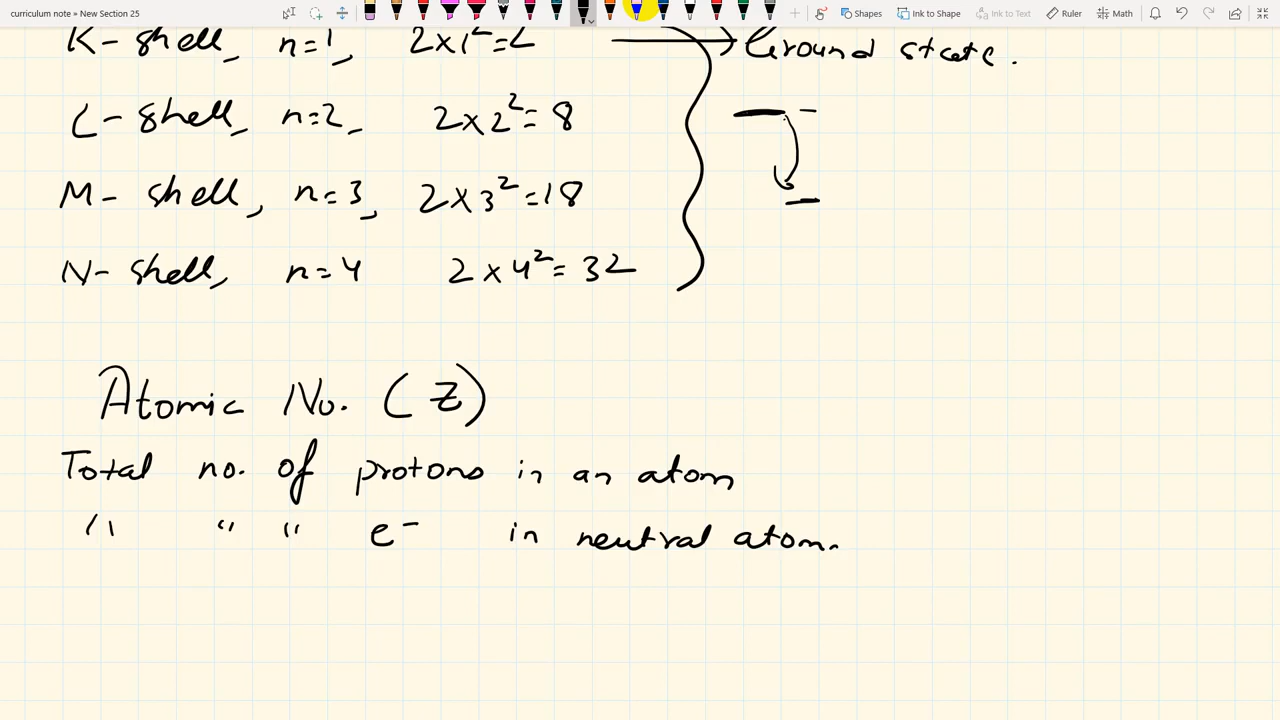 curriculum note » New Section 25
Shapes Ink to Shape Ink to Text Ruler Math
K- shell, n=1, 2x1²=2 → Ground state.
L- shell, n=2, 2x2²= 8
M- shell, n=3, 2x3²=18
N- shell, n=4 2x4²= 32
Atomic No. (Z)
Total no. of protons in an atom
" " " e⁻ in neutral atom.